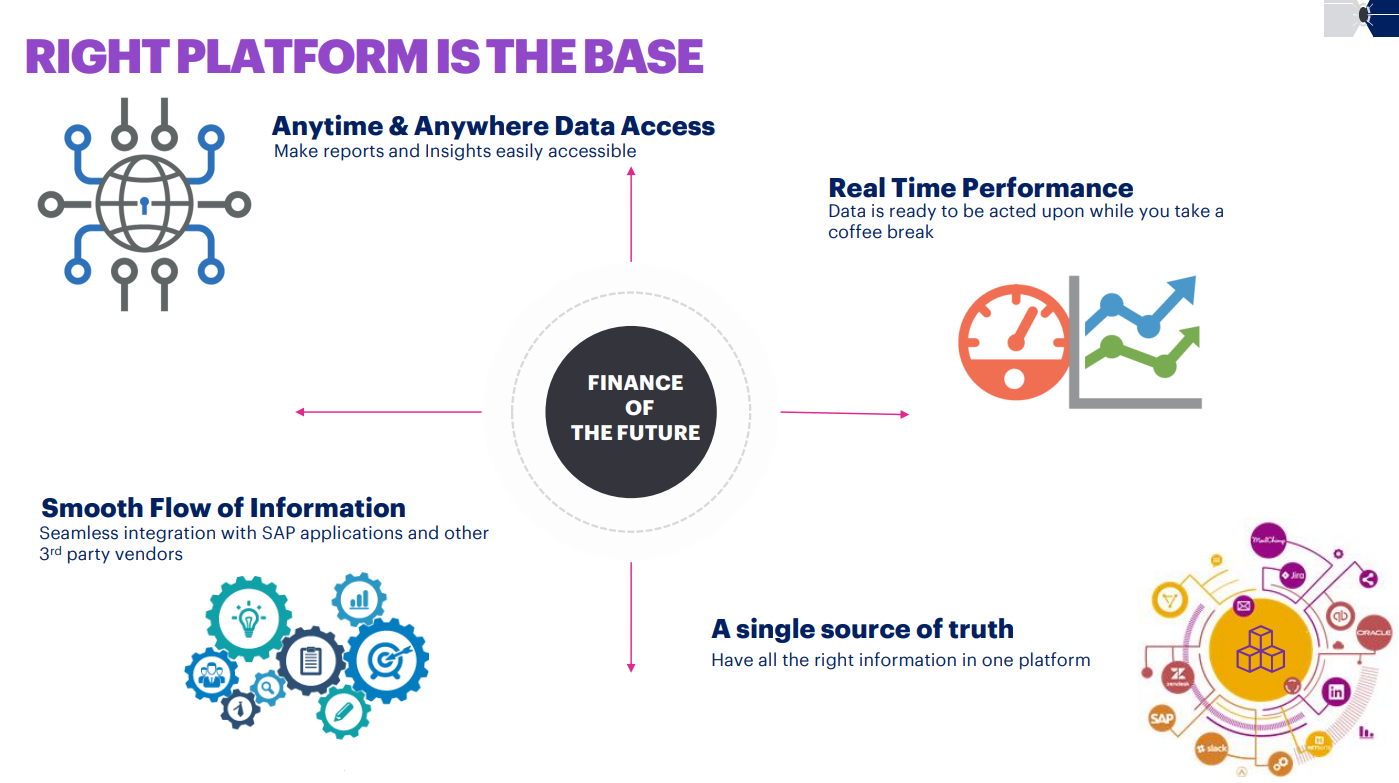 RIGHT PLATFORM IS THE BASE
Anytime & Anywhere Data Access
Make reports and Insights easily accessible
Real Time Performance
Data is ready to be acted upon while you take a
coffee break
FINANCE
OF
THE FUTURE
Smooth Flow of Information
Seamless integration with SAP applications and other
3rd party vendors
A single source of truth
Have all the right information in one platform
MailChimp
Jira
qb
ORACLE
zendesk
in
SAP
slack